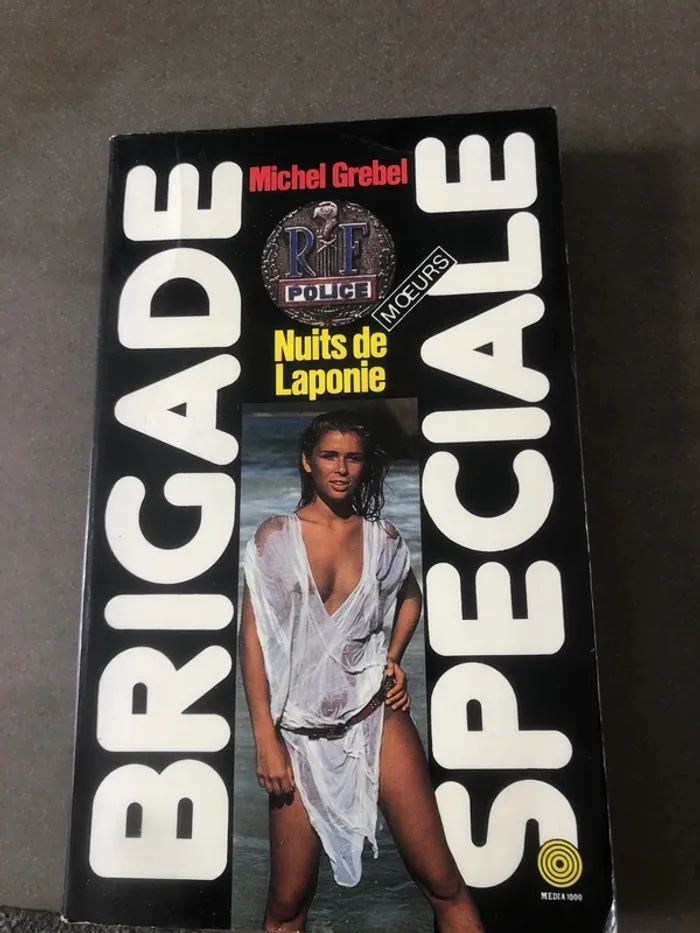 BRIGADE
SPECIALE
Michel Grebel
RF
POLICE
MŒURS
Nuits de
Laponie
MEDIA 1000